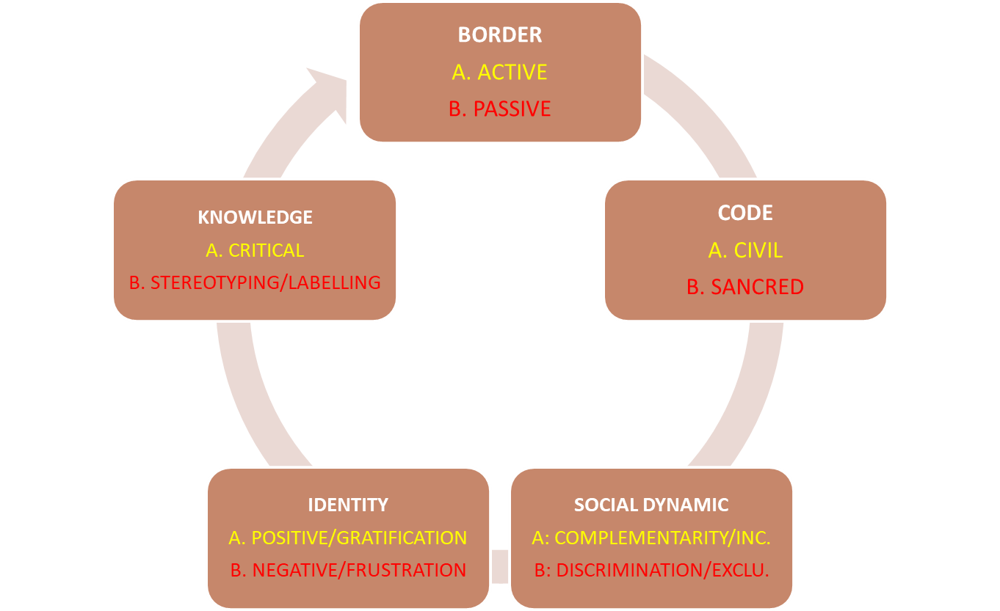 BORDER
A. ACTIVE
B. PASSIVE
CODE
A. CIVIL
B. SANCRED
SOCIAL DYNAMIC
A: COMPLEMENTARITY/INC.
B: DISCRIMINATION/EXCLU.
IDENTITY
A. POSITIVE/GRATIFICATION
B. NEGATIVE/FRUSTRATION
KNOWLEDGE
A. CRITICAL
B. STEREOTYPING/LABELLING